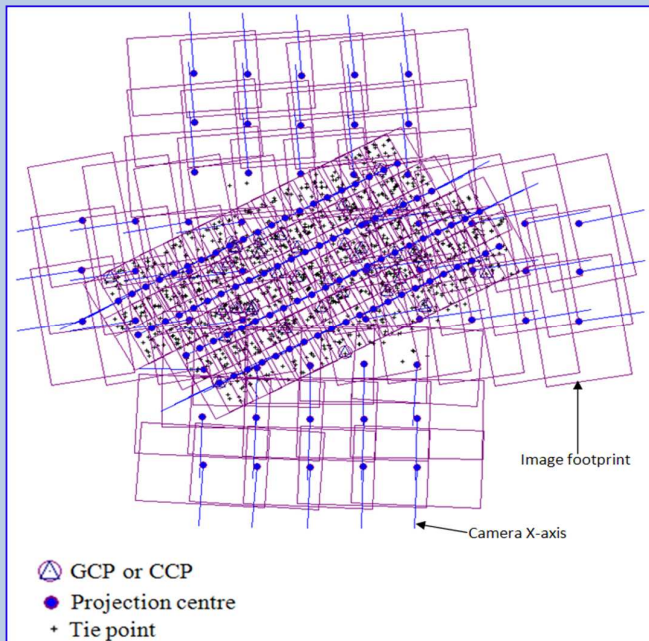 Image footprint
Camera X-axis
GCP or CCP
Projection centre
Tie point